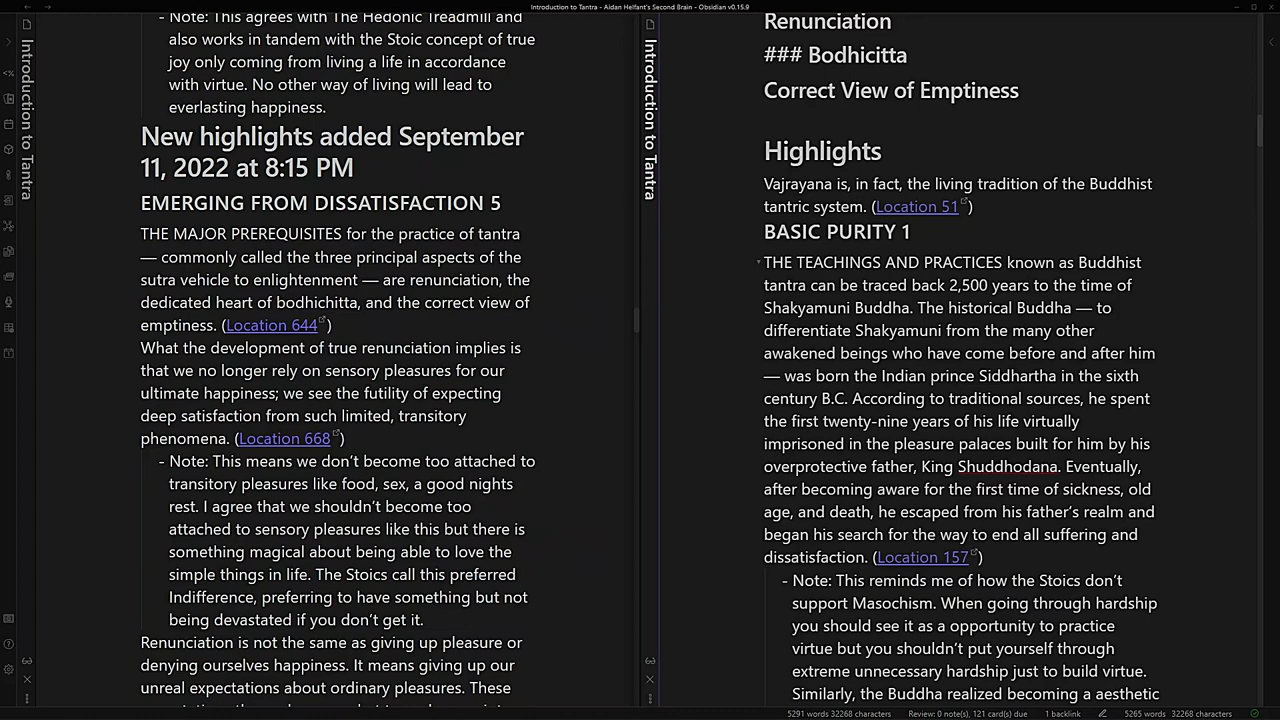 Introduction to Tantra - Aidan Helfant's Second Brain - Obsidian v0.15.9
Introduction to Tantra
- Note: This agrees with The Hedonic Treadmill and
also works in tandem with the Stoic concept of true
joy only coming from living a life in accordance
with virtue. No other way of living will lead to
everlasting happiness.
New highlights added September
11, 2022 at 8:15 PM
EMERGING FROM DISSATISFACTION 5
THE MAJOR PREREQUISITES for the practice of tantra
— commonly called the three principal aspects of the
sutra vehicle to enlightenment — are renunciation, the
dedicated heart of bodhichitta, and the correct view of
emptiness. (Location 644)
What the development of true renunciation implies is
that we no longer rely on sensory pleasures for our
ultimate happiness; we see the futility of expecting
deep satisfaction from such limited, transitory
phenomena. (Location 668)
- Note: This means we don't become too attached to
transitory pleasures like food, sex, a good nights
rest. I agree that we shouldn't become too
attached to sensory pleasures like this but there is
something magical about being able to love the
simple things in life. The Stoics call this preferred
Indifference, preferring to have something but not
being devastated if you don't get it.
Renunciation is not the same as giving up pleasure or
denying ourselves happiness. It means giving up our
unreal expectations about ordinary pleasures. These
Introduction to Tantra
Renunciation
### Bodhicitta
Correct View of Emptiness
Highlights
Vajrayana is, in fact, the living tradition of the Buddhist
tantric system. (Location 51)
BASIC PURITY 1
THE TEACHINGS AND PRACTICES known as Buddhist
tantra can be traced back 2,500 years to the time of
Shakyamuni Buddha. The historical Buddha — to
differentiate Shakyamuni from the many other
awakened beings who have come before and after him
— was born the Indian prince Siddhartha in the sixth
century B.C. According to traditional sources, he spent
the first twenty-nine years of his life virtually
imprisoned in the pleasure palaces built for him by his
overprotective father, King Shuddhodana. Eventually,
after becoming aware for the first time of sickness, old
age, and death, he escaped from his father's realm and
began his search for the way to end all suffering and
dissatisfaction. (Location 157)
- Note: This reminds me of how the Stoics don't
support Masochism. When going through hardship
you should see it as a opportunity to practice
virtue but you shouldn't put yourself through
extreme unnecessary hardship just to build virtue.
Similarly, the Buddha realized becoming a aesthetic
5291 words 32268 characters Review: 0 note(s), 121 card(s) due 1 backlink 5265 words 32268 characters